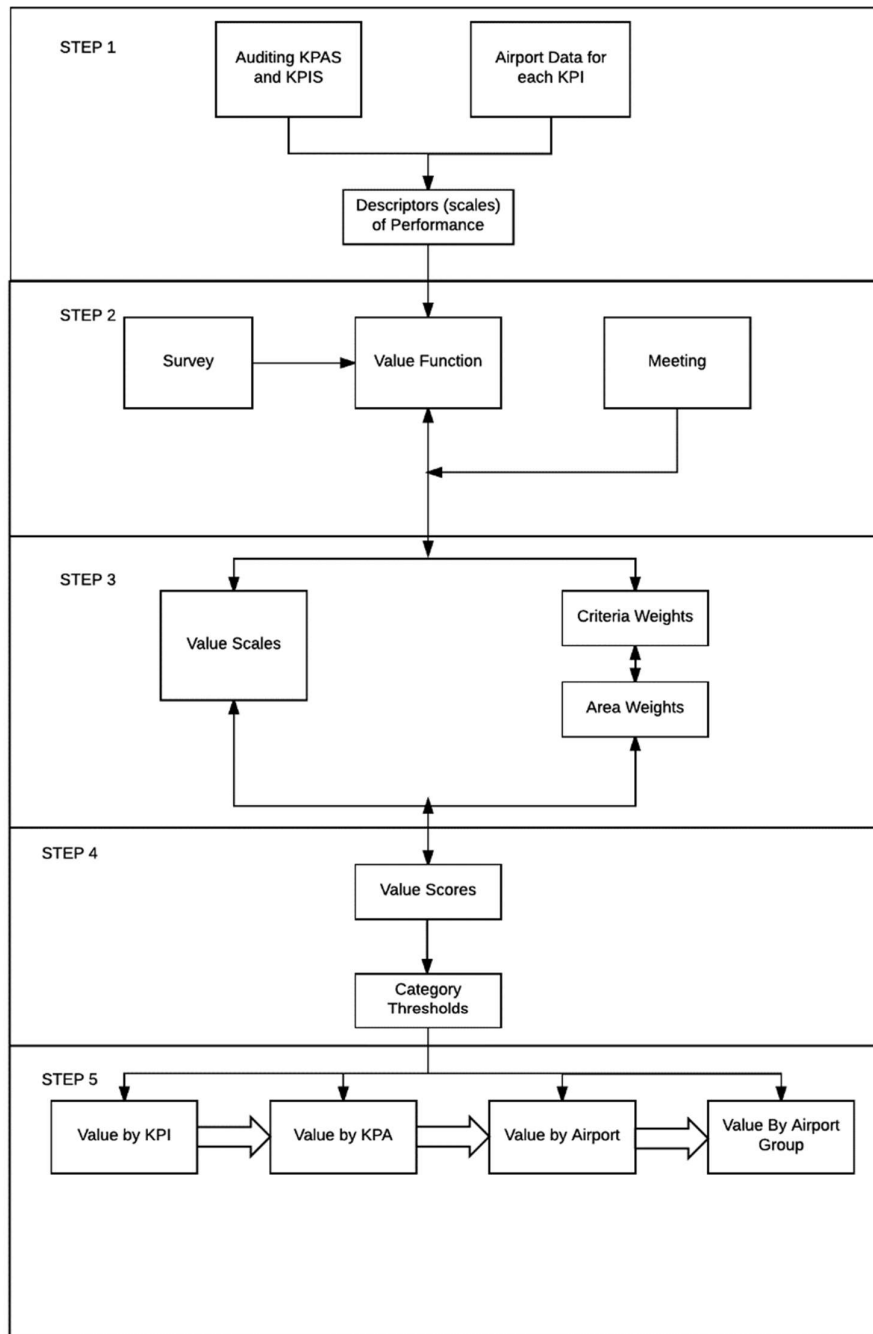 STEP 1
Auditing KPAS
and KPIS
Airport Data for
each KPI
Descriptors (scales)
of Performance
STEP 2
Survey
Value Function
Meeting
STEP 3
Value Scales
Criteria Weights
Area Weights
STEP 4
Value Scores
Category
Thresholds
STEP 5
Value by KPI
Value by KPA
Value by Airport
Value By Airport
Group